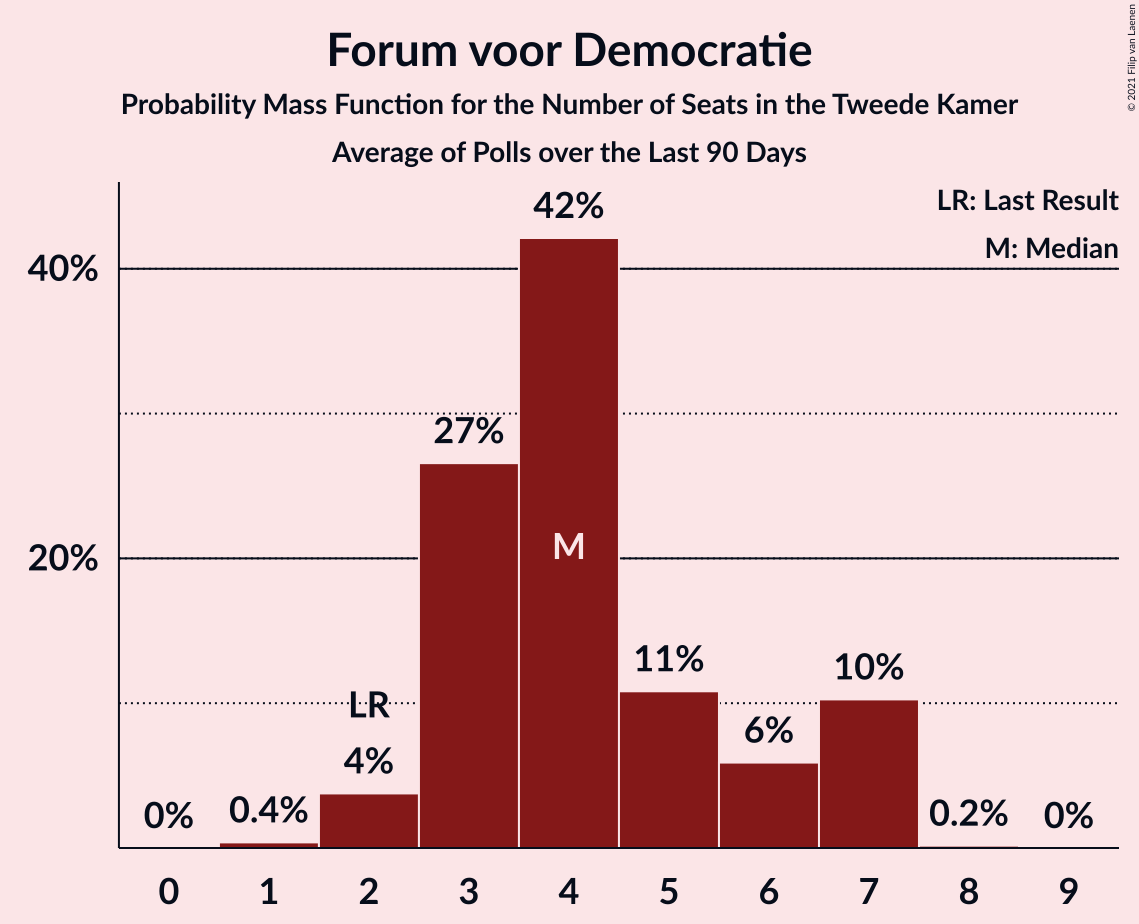 Forum voor Democratie
Probability Mass Function for the Number of Seats in the Tweede Kamer
Average of Polls over the Last 90 Days
© 2021 Filip van Laenen
LR: Last Result
M: Median
40%
20%
0%
0.4%
LR
4%
27%
42%
M
11%
6%
10%
0.2%
0%
0 1 2 3 4 5 6 7 8 9